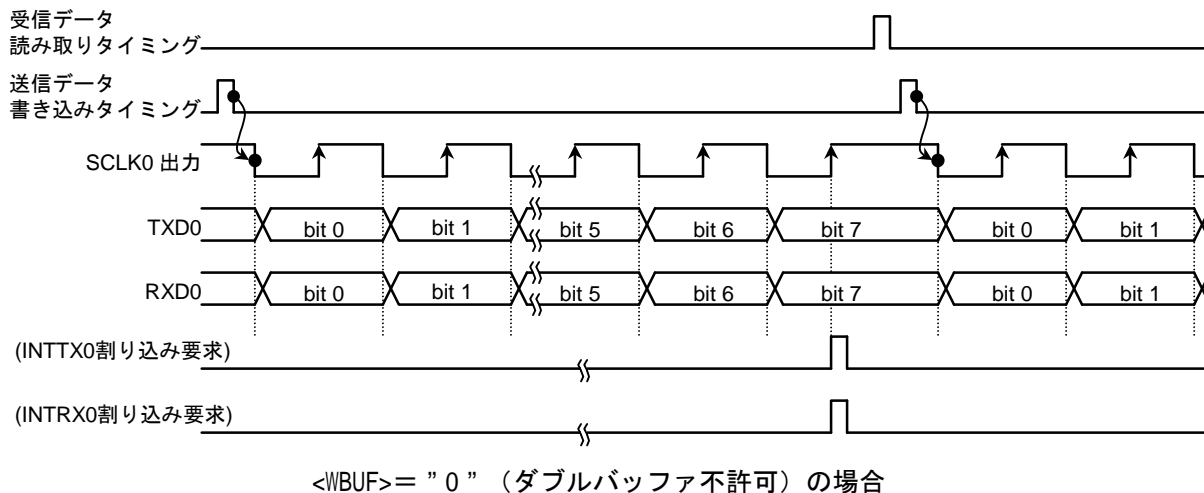 受信データ
読み取りタイミング
送信データ
書き込みタイミング
SCLK0 出力
TXD0 bit 0 bit 1 bit 5 bit 6 bit 7 bit 0 bit 1
RXD0 bit 0 bit 1 bit 5 bit 6 bit 7 bit 0 bit 1
(INTTX0割り込み要求)
(INTRX0割り込み要求)
<WBUF>＝ ”０” （ダブルバッファ不許可）の場合